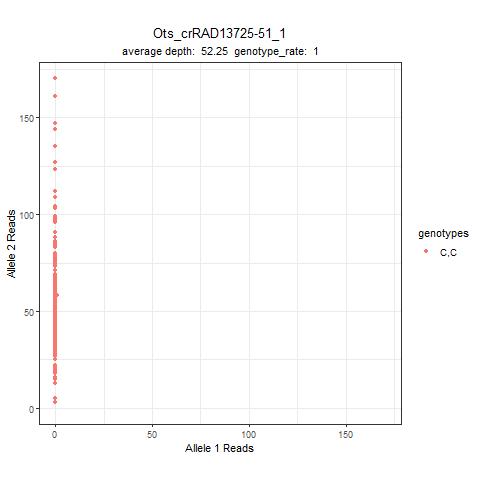 Ots_crRAD13725-51_1
average depth: 52.25 genotype_rate: 1
150
100
50
0
Allele 2 Reads
0 50 100 150
Allele 1 Reads
genotypes
C,C